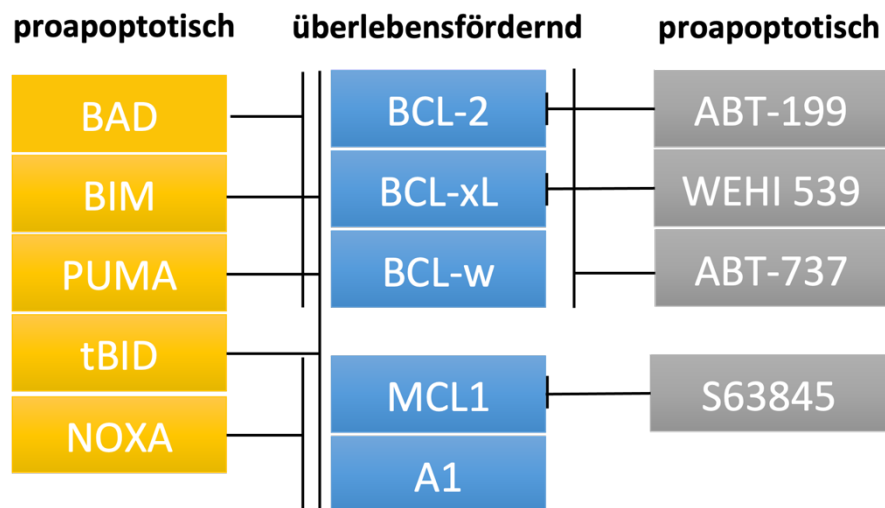 proapoptotisch
überlebensfördernd
proapoptotisch
BAD
BCL-2
ABT-199
BIM
BCL-xL
WEHI 539
PUMA
BCL-w
ABT-737
tBID
MCL1
S63845
NOXA
A1